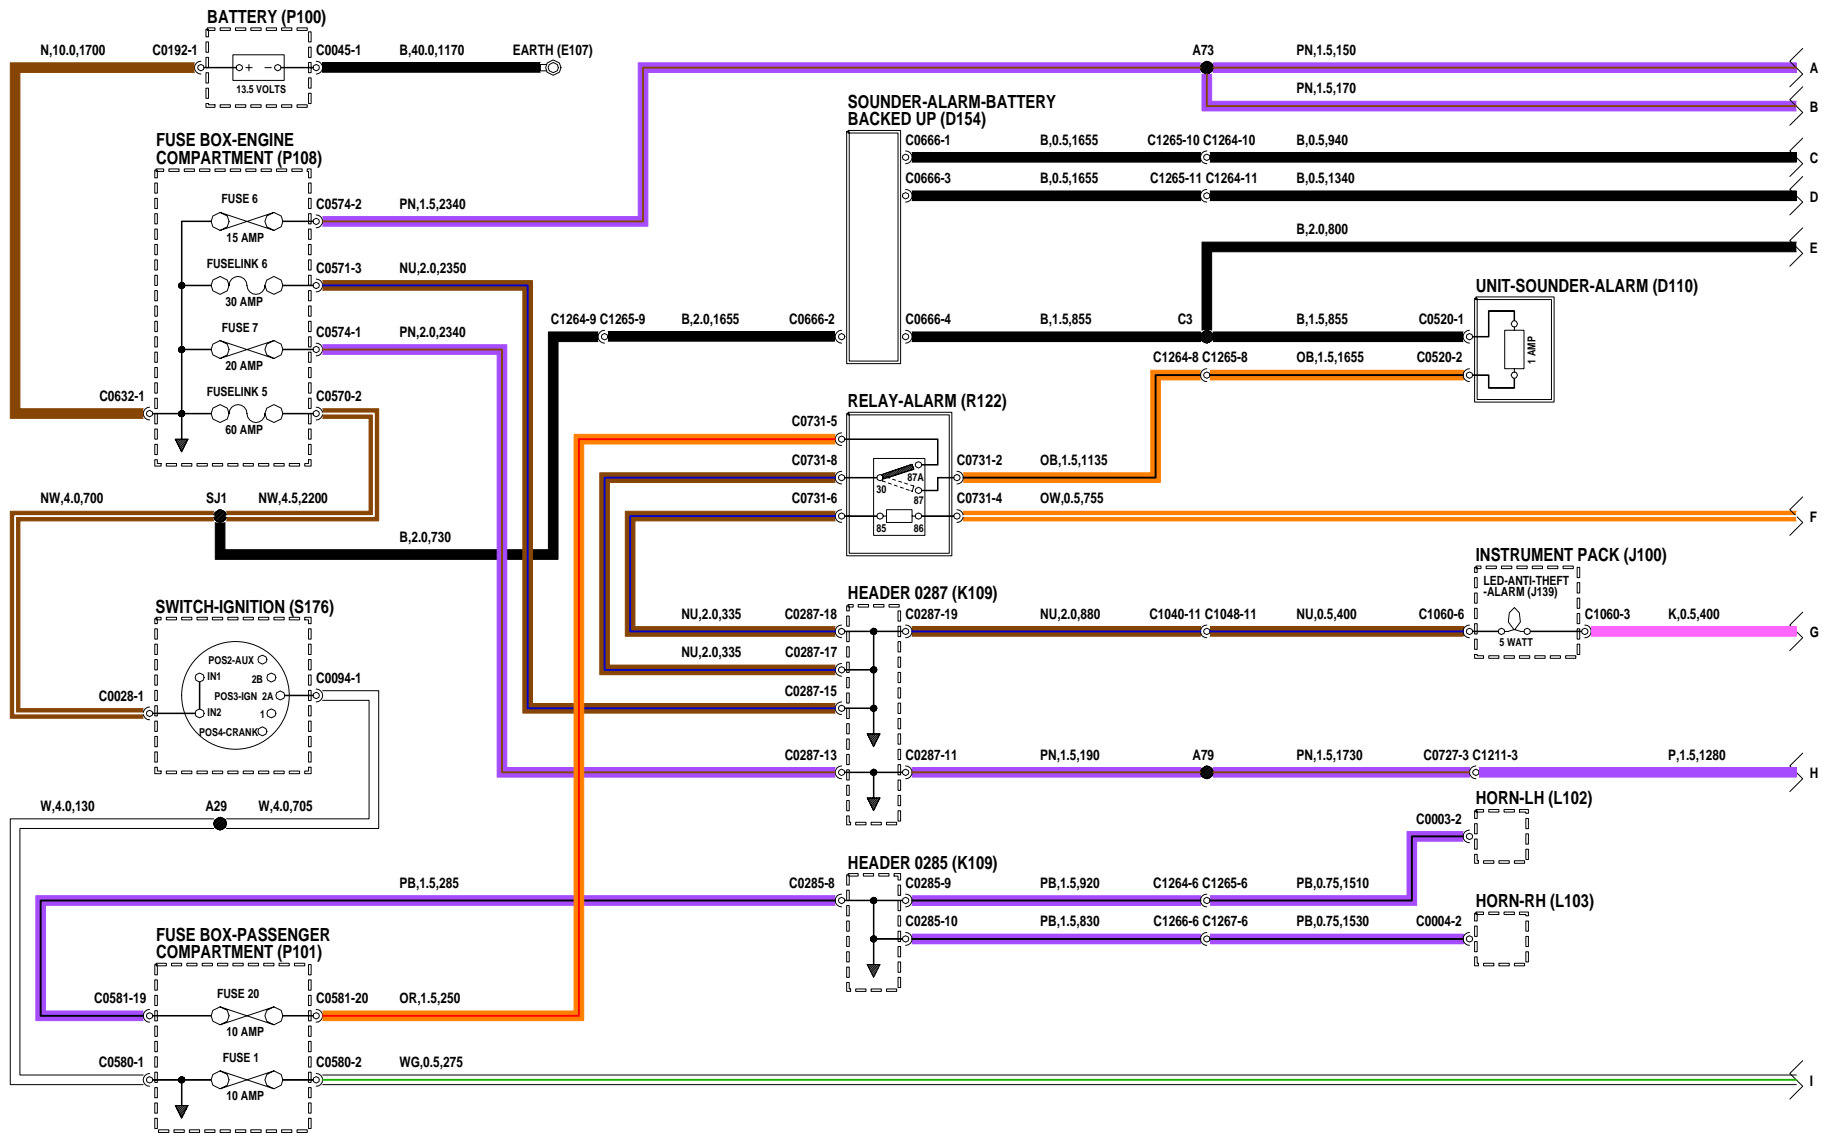 BATTERY (P100)
N,10.0,1700
C0192-1
C0045-1
B,40.0,1170
EARTH (E107)
+ -
13.5 VOLTS
A73
PN,1.5,150
A
PN,1.5,170
B
SOUNDER-ALARM-BATTERY
BACKED UP (D154)
C0666-1
B,0.5,1655
C1265-10 C1264-10
B,0.5,940
C
C0666-3
B,0.5,1655
C1265-11 C1264-11
B,0.5,1340
D
B,2.0,800
E
FUSE BOX-ENGINE
COMPARTMENT (P108)
FUSE 6
15 AMP
C0574-2
PN,1.5,2340
FUSELINK 6
30 AMP
C0571-3
NU,2.0,2350
FUSE 7
20 AMP
C0574-1
PN,2.0,2340
C0632-1
FUSELINK 5
60 AMP
C0570-2
C1264-9 C1265-9
B,2.0,1655
C0666-2
C0666-4
B,1.5,855
C3
B,1.5,855
C0520-1
UNIT-SOUNDER-ALARM (D110)
1 AMP
C1264-8 C1265-8
OB,1.5,1655
C0520-2
RELAY-ALARM (R122)
C0731-5
C0731-8
C0731-6
30
87A
87
85
86
C0731-2
OB,1.5,1135
C0731-4
OW,0.5,755
F
NW,4.0,700
SJ1
NW,4.5,2200
B,2.0,730
INSTRUMENT PACK (J100)
LED-ANTI-THEFT
-ALARM (J139)
5 WATT
SWITCH-IGNITION (S176)
POS2-AUX
IN1
2B
POS3-IGN
2A
IN2
1
POS4-CRANK
C0028-1
C0094-1
HEADER 0287 (K109)
NU,2.0,335
C0287-18
C0287-19
NU,2.0,880
C1040-11 C1048-11
NU,0.5,400
C1060-6
C1060-3
K,0.5,400
G
NU,2.0,335
C0287-17
C0287-15
C0287-13
C0287-11
PN,1.5,190
A79
PN,1.5,1730
C0727-3 C1211-3
P,1.5,1280
H
W,4.0,130
A29
W,4.0,705
HORN-LH (L102)
C0003-2
HEADER 0285 (K109)
PB,1.5,285
C0285-8
C0285-9
PB,1.5,920
C1264-6 C1265-6
PB,0.75,1510
C0285-10
PB,1.5,830
C1266-6 C1267-6
PB,0.75,1530
C0004-2
HORN-RH (L103)
FUSE BOX-PASSENGER
COMPARTMENT (P101)
C0581-19
FUSE 20
10 AMP
C0581-20
OR,1.5,250
C0580-1
FUSE 1
10 AMP
C0580-2
WG,0.5,275
I